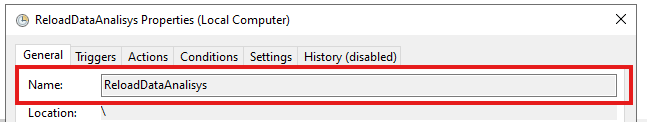 ReloadDataAnalisys Properties (Local Computer)
General Triggers Actions Conditions Settings History (disabled)
Name: ReloadDataAnalisys
Location: \